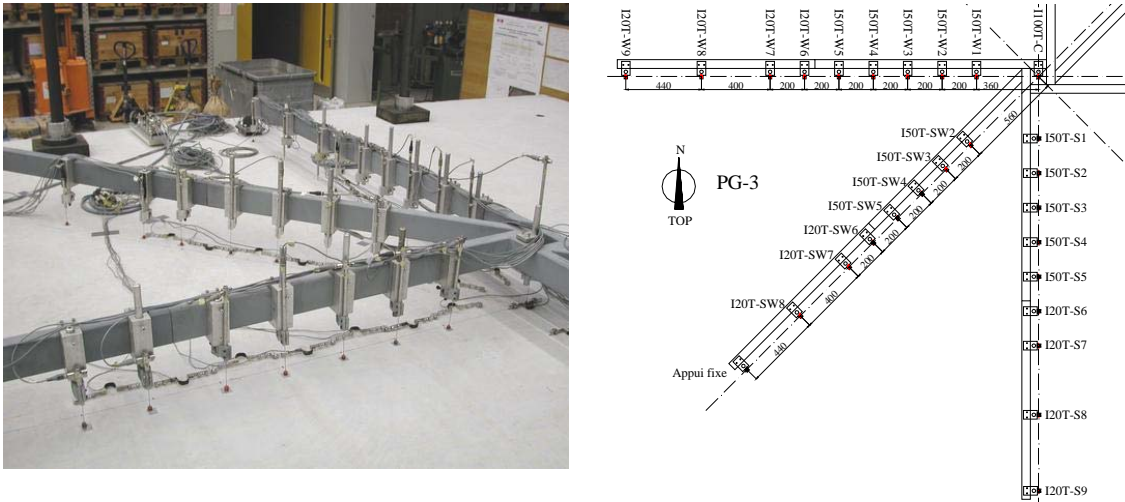 I20T-W9
I20T-W8
I20T-W7
I20T-W6
I50T-W5
I50T-W4
I50T-W3
I50T-W2
I50T-W1
I100T-C
440
400
200
200
200
200
200
200
360
560
I50T-SW2
200
I50T-SW3
200
I50T-SW4
200
I50T-SW5
200
I20T-SW6
200
I20T-SW7
400
I20T-SW8
440
Appui fixe
N
TOP
PG-3
I50T-S1
I50T-S2
I50T-S3
I50T-S4
I50T-S5
I20T-S6
I20T-S7
I20T-S8
I20T-S9